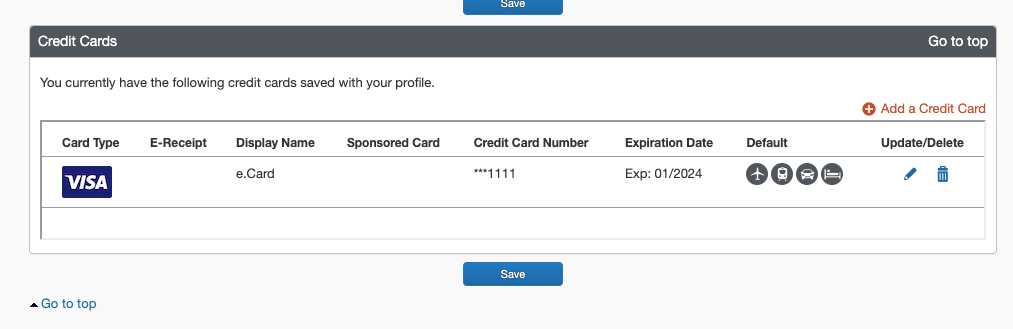 Save
Credit Cards Go to top
You currently have the following credit cards saved with your profile.
Add a Credit Card
Card Type E-Receipt Display Name Sponsored Card Credit Card Number Expiration Date Default Update/Delete
VISA e.Card ***1111 Exp: 01/2024
Save
Go to top